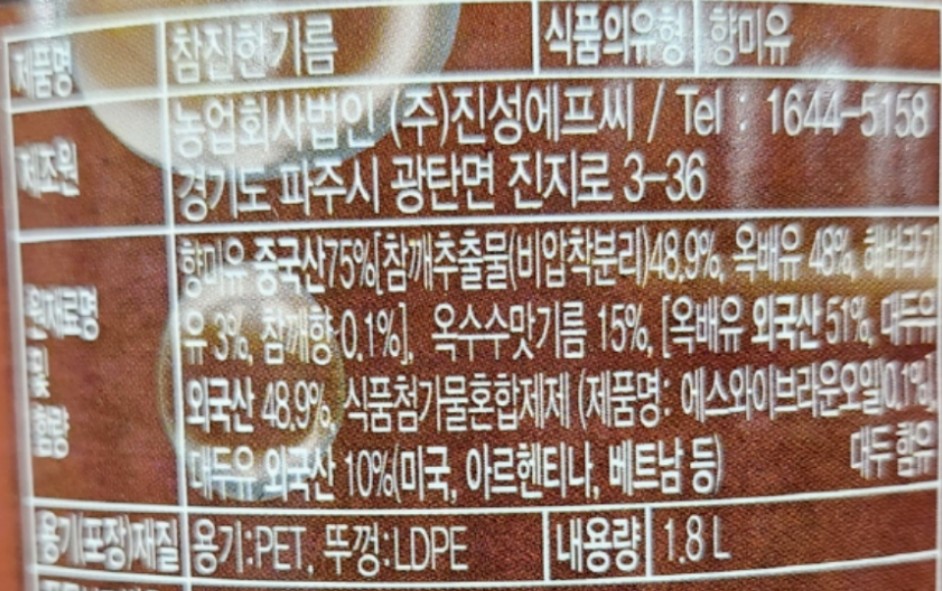 제품명 참진한기름 식품의유형 향미유
제조원 농업회사법인 (주)진성에프씨 / Tel : 1644-5158
경기도 파주시 광탄면 진지로 3-36
원재료명 및 함량 향미유 중국산75%[참깨추출물(비압착분리)48.9%, 옥배유 48%, 해바라기
유 3%, 참깨향 0.1%], 옥수수맛기름 15%, [옥배유 외국산 51%, 대두유
외국산 48.9%, 식품첨가물혼합제제 (제품명: 에스와이브라운오일0.1%],
대두유 외국산 10%(미국, 아르헨티나, 베트남 등) 대두 함유
용기(포장)재질 용기:PET, 뚜껑:LDPE 내용량 1.8 L